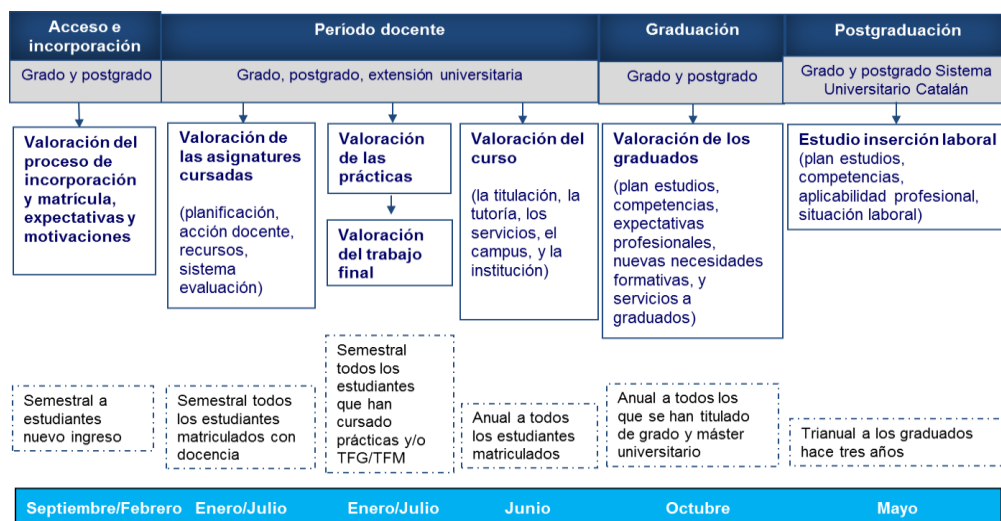 Acceso e
incorporación
Período docente
Graduación
Postgraduación
Grado y postgrado
Grado, postgrado, extensión universitaria
Grado y postgrado
Grado y postgrado Sistema
Universitario Catalán
Valoración del
proceso de
incorporación
y matrícula,
expectativas y
motivaciones
Valoración de
las asignatures
cursadas
(planificación,
acción docente,
recursos,
sistema
evaluación)
Valoración
de las
prácticas
Valoración
del trabajo
final
Valoración del
curso
(la titulación, la
tutoría, los
servicios, el
campus, y la
institución)
Valoración de los
graduados
(plan estudios,
competencias,
expectativas
profesionales,
nuevas necesidades
formativas, y
servicios a
graduados)
Estudio inserción laboral
(plan estudios,
competencias,
aplicabilidad profesional,
situación laboral)
Semestral a
estudiantes
nuevo ingreso
Semestral todos
los estudiantes
matriculados con
docencia
Semestral
todos los
estudiantes
que han
cursado
prácticas y/o
TFG/TFM
Anual a todos
los estudiantes
matriculados
Anual a todos los
que se han titulado
de grado y máster
universitario
Trianual a los graduados
hace tres años
Septiembre/Febrero
Enero/Julio
Enero/Julio
Junio
Octubre
Mayo